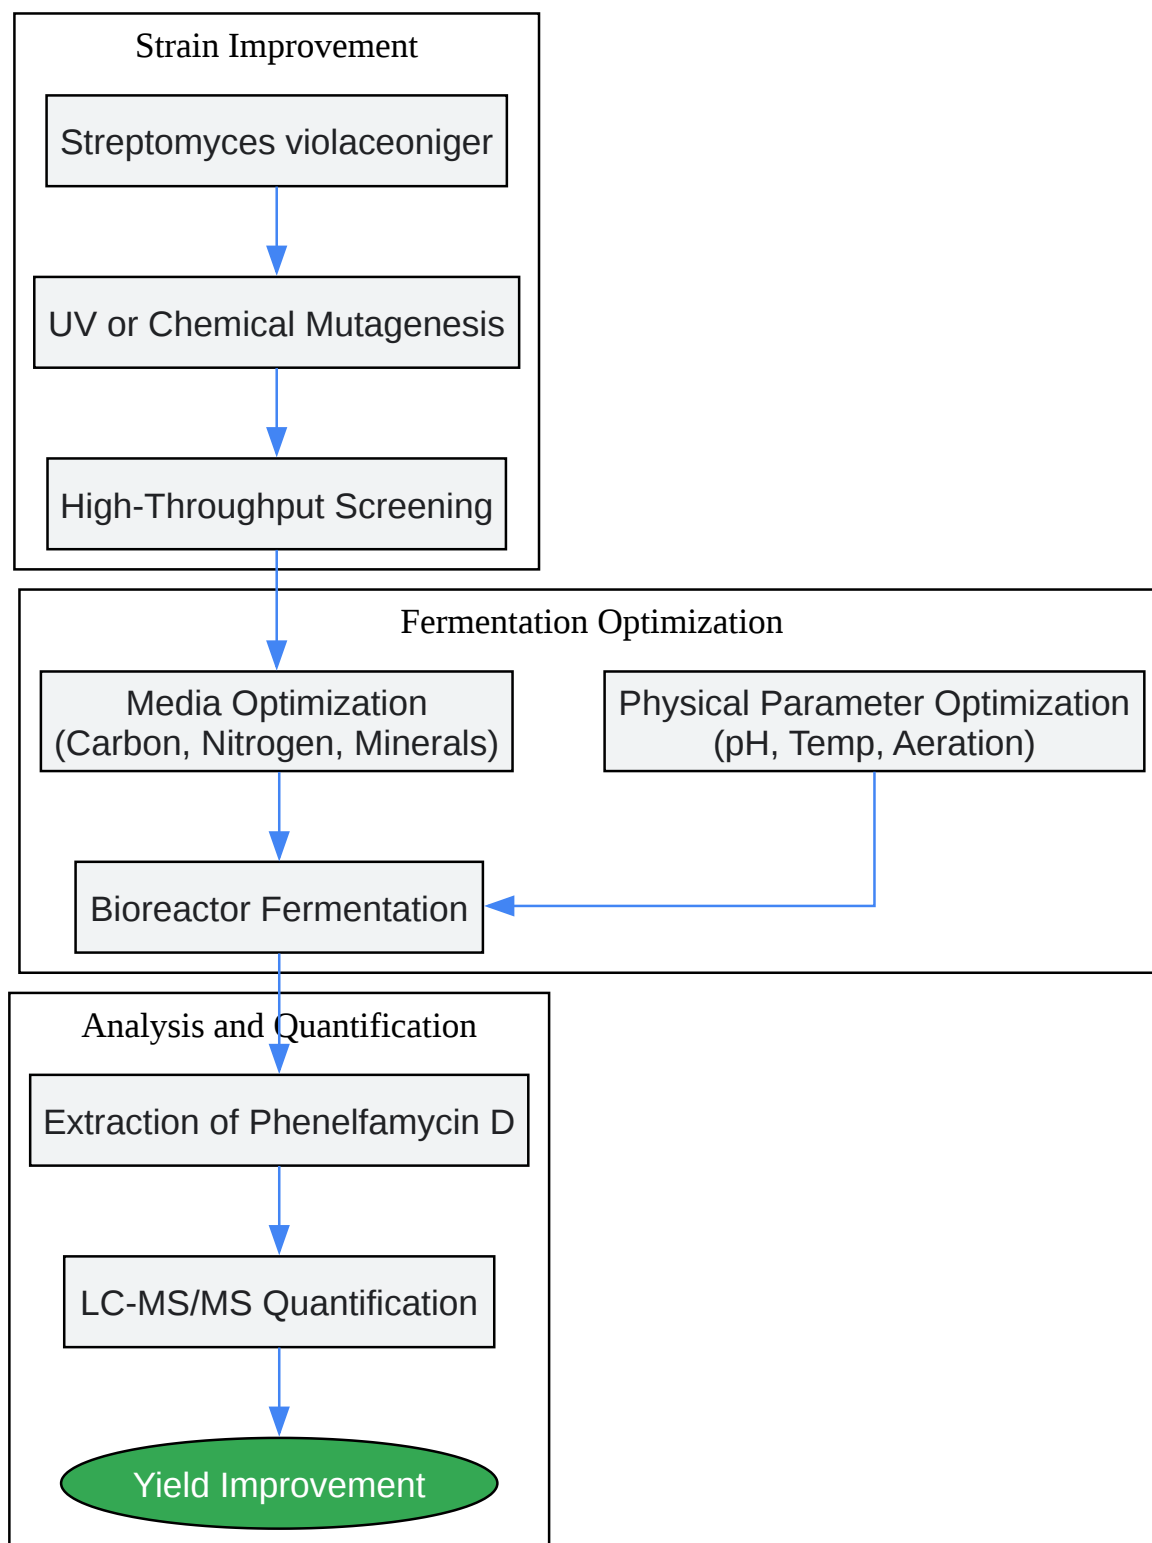 Strain Improvement
Streptomyces violaceoniger
UV or Chemical Mutagenesis
High-Throughput Screening
Fermentation Optimization
Media Optimization
(Carbon, Nitrogen, Minerals)
Physical Parameter Optimization
(pH, Temp, Aeration)
Bioreactor Fermentation
Analysis and Quantification
Extraction of Phenelfamycin D
LC-MS/MS Quantification
Yield Improvement